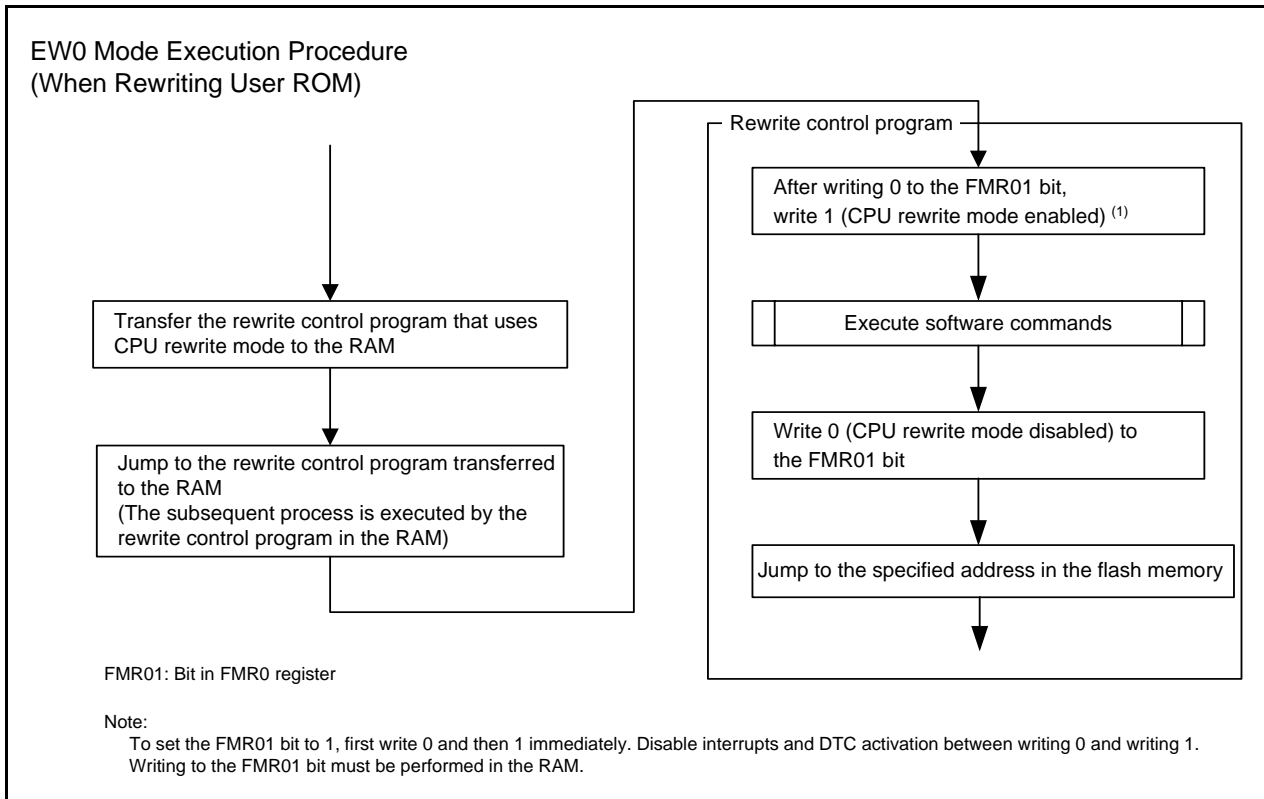 EW0 Mode Execution Procedure
(When Rewriting User ROM)
Transfer the rewrite control program that uses
CPU rewrite mode to the RAM
Jump to the rewrite control program transferred
to the RAM
(The subsequent process is executed by the
rewrite control program in the RAM)
Rewrite control program
After writing 0 to the FMR01 bit,
write 1 (CPU rewrite mode enabled) (1)
Execute software commands
Write 0 (CPU rewrite mode disabled) to
the FMR01 bit
Jump to the specified address in the flash memory
FMR01: Bit in FMR0 register
Note:
To set the FMR01 bit to 1, first write 0 and then 1 immediately. Disable interrupts and DTC activation between writing 0 and writing 1.
Writing to the FMR01 bit must be performed in the RAM.